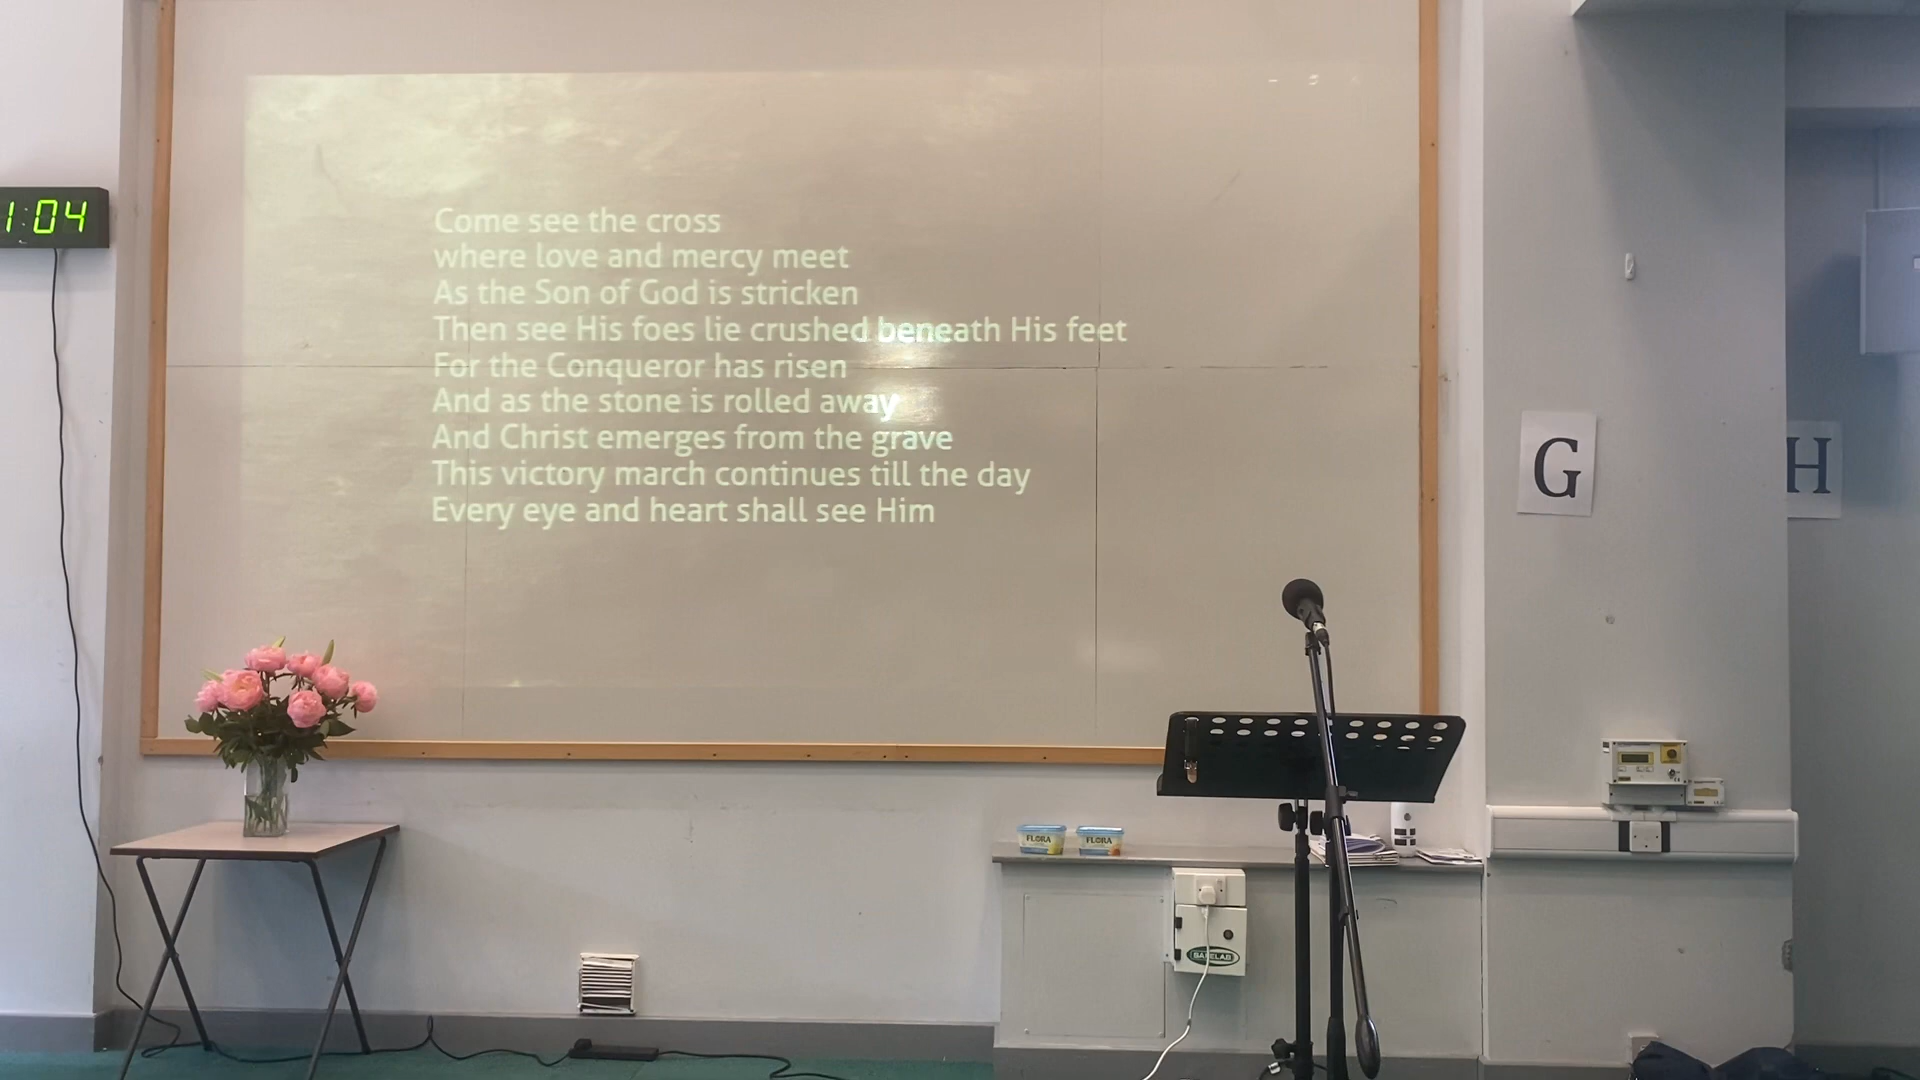 1:04
Come see the cross
where love and mercy meet
As the Son of God is stricken
Then see His foes lie crushed beneath His feet
For the Conqueror has risen
And as the stone is rolled away
And Christ emerges from the grave
This victory march continues till the day
Every eye and heart shall see Him
G
H
FLORA
FLORA
SAFELAB